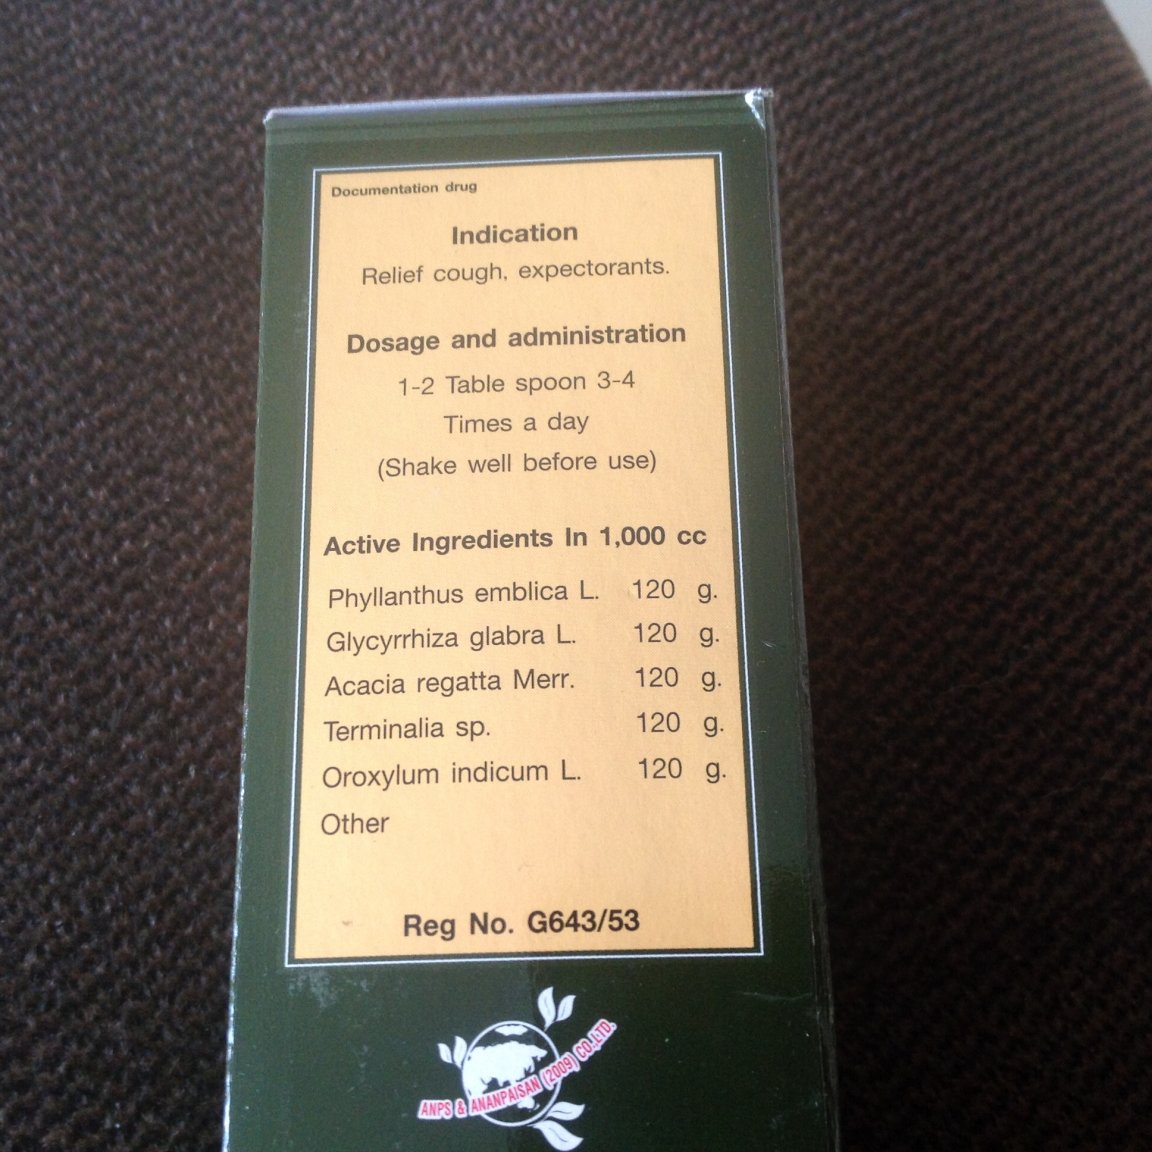 Documentation drug
Indication
Relief cough, expectorants.
Dosage and administration
1-2 Table spoon 3-4
Times a day
(Shake well before use)
Active Ingredients In 1,000 cc
Phyllanthus emblica L. 120 g.
Glycyrrhiza glabra L. 120 g.
Acacia regatta Merr. 120 g.
Terminalia sp. 120 g.
Oroxylum indicum L. 120 g.
Other
Reg No. G643/53
ANPS & ANANPAISAN (2009) CO.,LTD.